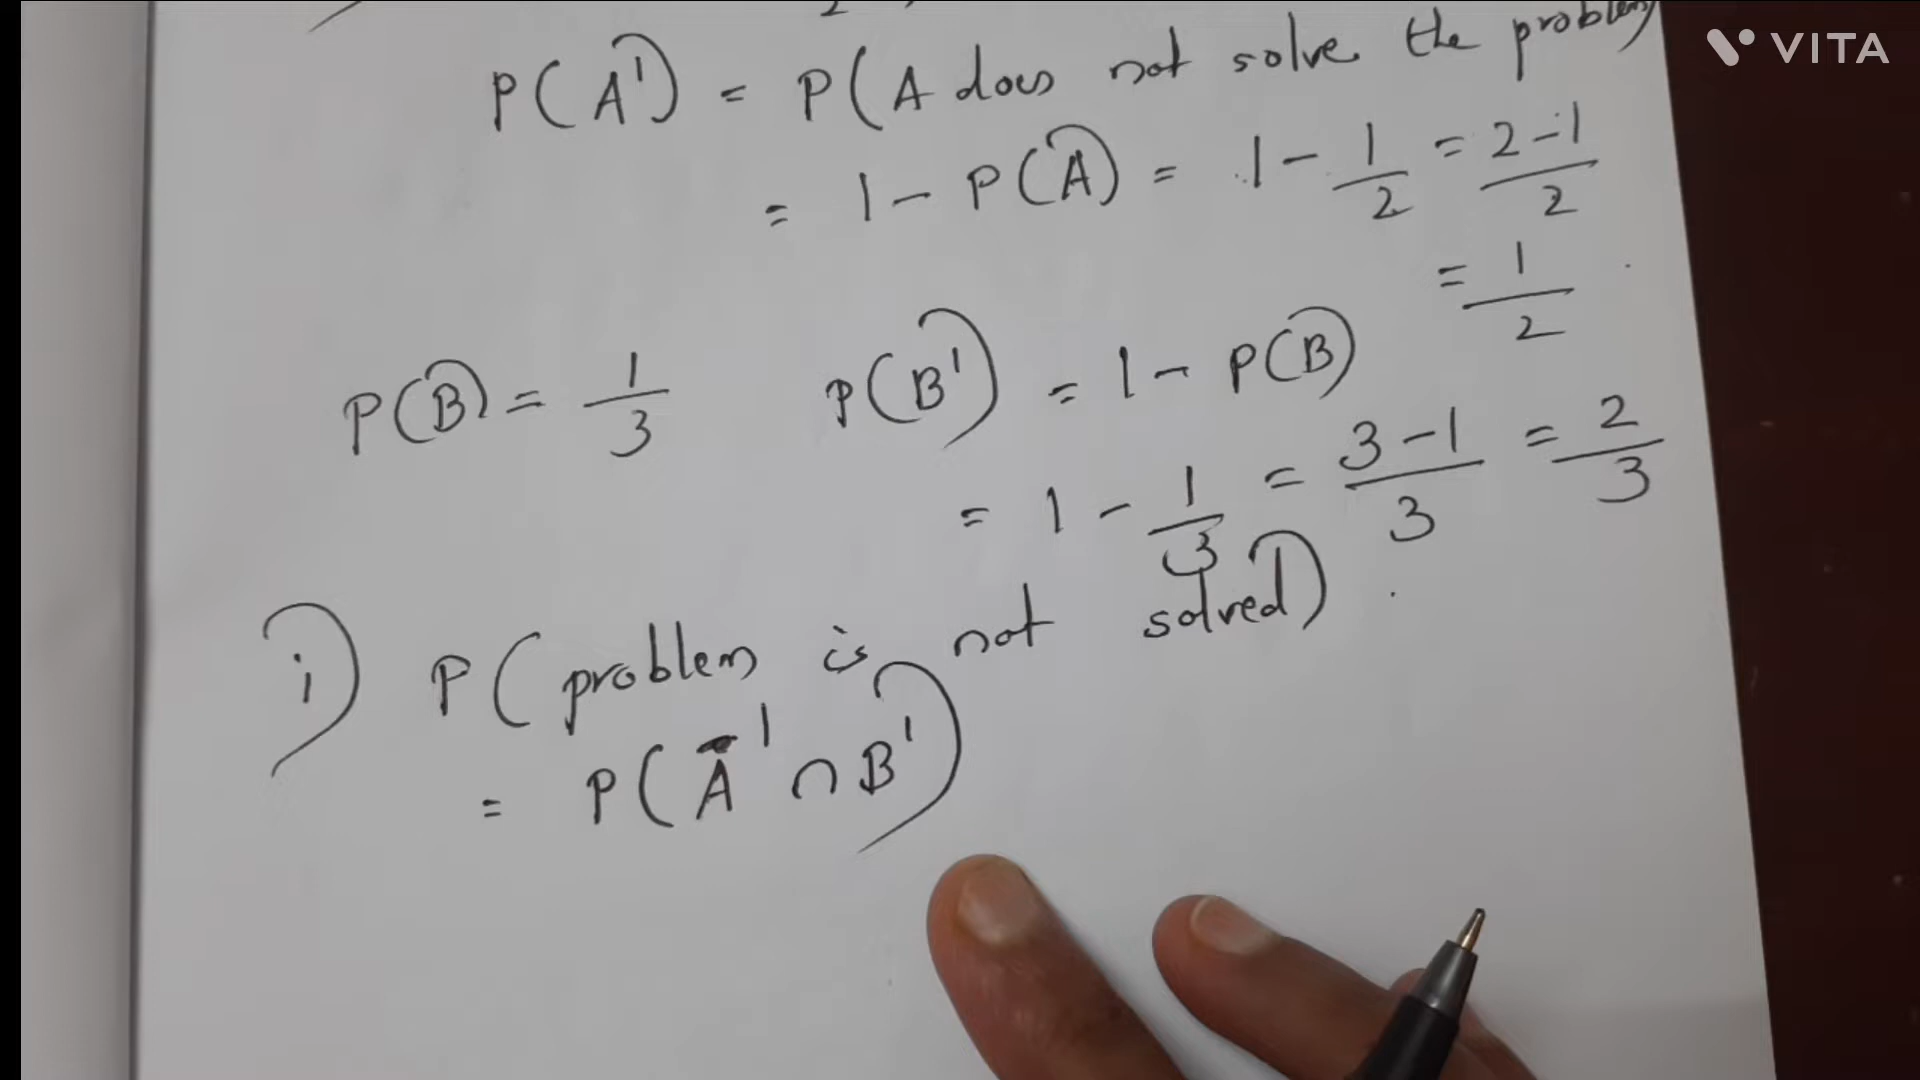 VITA
P(A') = P(A does not solve the problem
= 1 - P(A) = 1 - 1/2 = 2-1/2
= 1/2
P(B) = 1/3 P(B') = 1 - P(B)
= 1 - 1/3 = 3-1/3 = 2/3
i) P(problem is not solved)
= P(A' ∩ B')